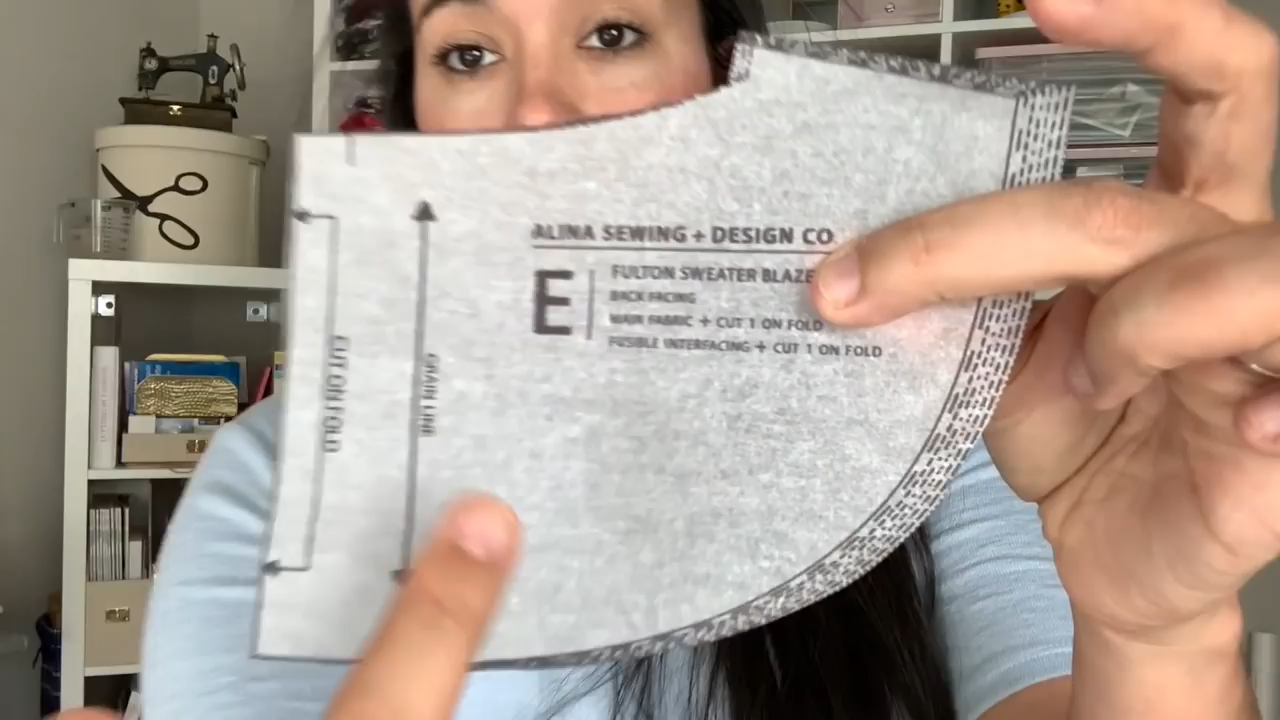 ALINA SEWING + DESIGN CO
E
FULTON SWEATER BLAZE
BACK FACING
MAIN FABRIC + CUT 1 ON FOLD
FUSIBLE INTERFACING + CUT 1 ON FOLD
CUT ON FOLD
GRAIN LINE